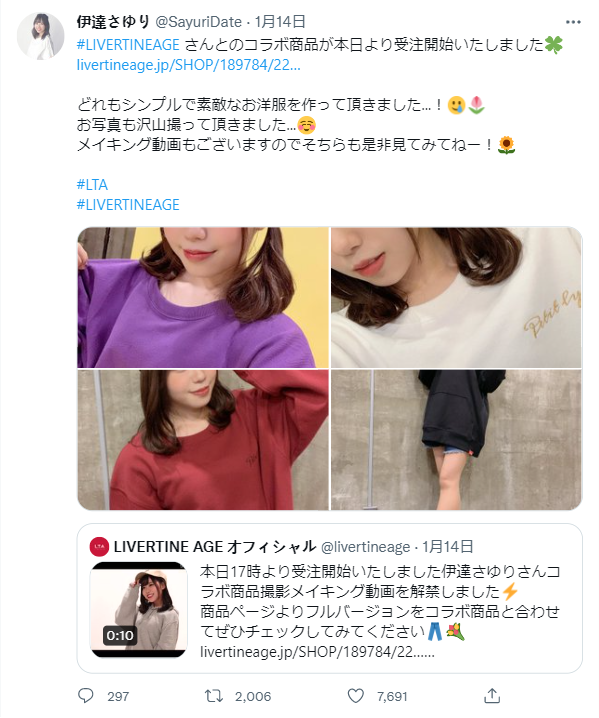 伊達さゆり @SayuriDate · 1月14日
#LIVERTINEAGE さんとのコラボ商品が本日より受注開始いたしました🍀
livertineage.jp/SHOP/189784/22...
どれもシンプルで素敵なお洋服を作って頂きました...！🥲🌷
お写真も沢山撮って頂きました...☺️
メイキング動画もございますのでそちらも是非見てみてねー！🌻
#LTA
#LIVERTINEAGE
Petit by
LTA LIVERTINE AGE オフィシャル @livertineage · 1月14日
本日17時より受注開始いたしました伊達さゆりさんコ
ラボ商品撮影メイキング動画を解禁しました⚡
商品ページよりフルバージョンをコラボ商品と合わせ
てぜひチェックしてみてください👖💐
livertineage.jp/SHOP/189784/22......
0:10
297 2,006 7,691